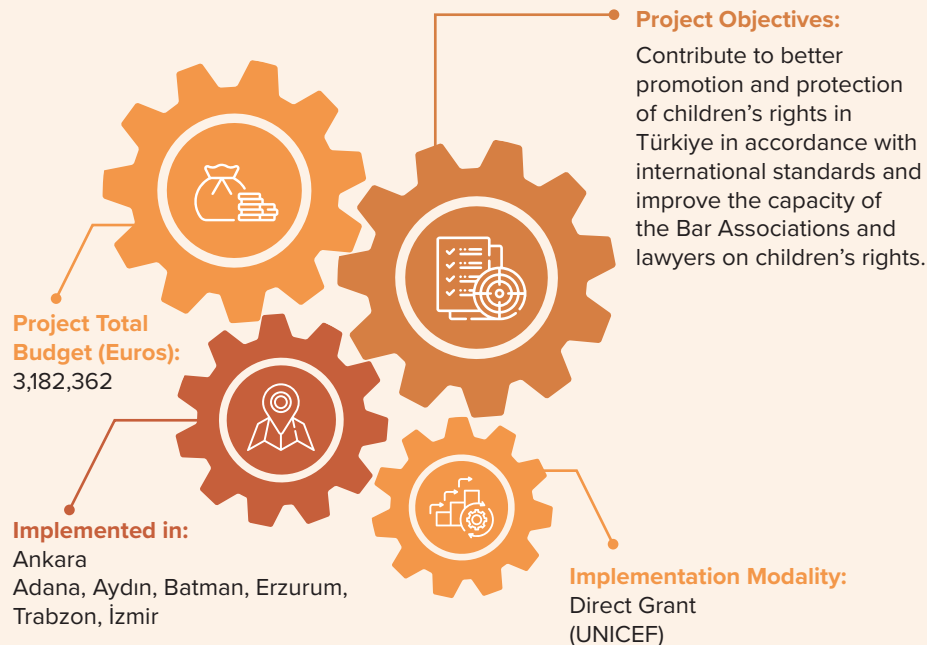 Project Objectives:
Contribute to better
promotion and protection
of children’s rights in
Türkiye in accordance with
international standards and
improve the capacity of
the Bar Associations and
lawyers on children’s rights.
Project Total
Budget (Euros):
3,182,362
Implemented in:
Ankara
Adana, Aydın, Batman, Erzurum,
Trabzon, İzmir
Implementation Modality:
Direct Grant
(UNICEF)